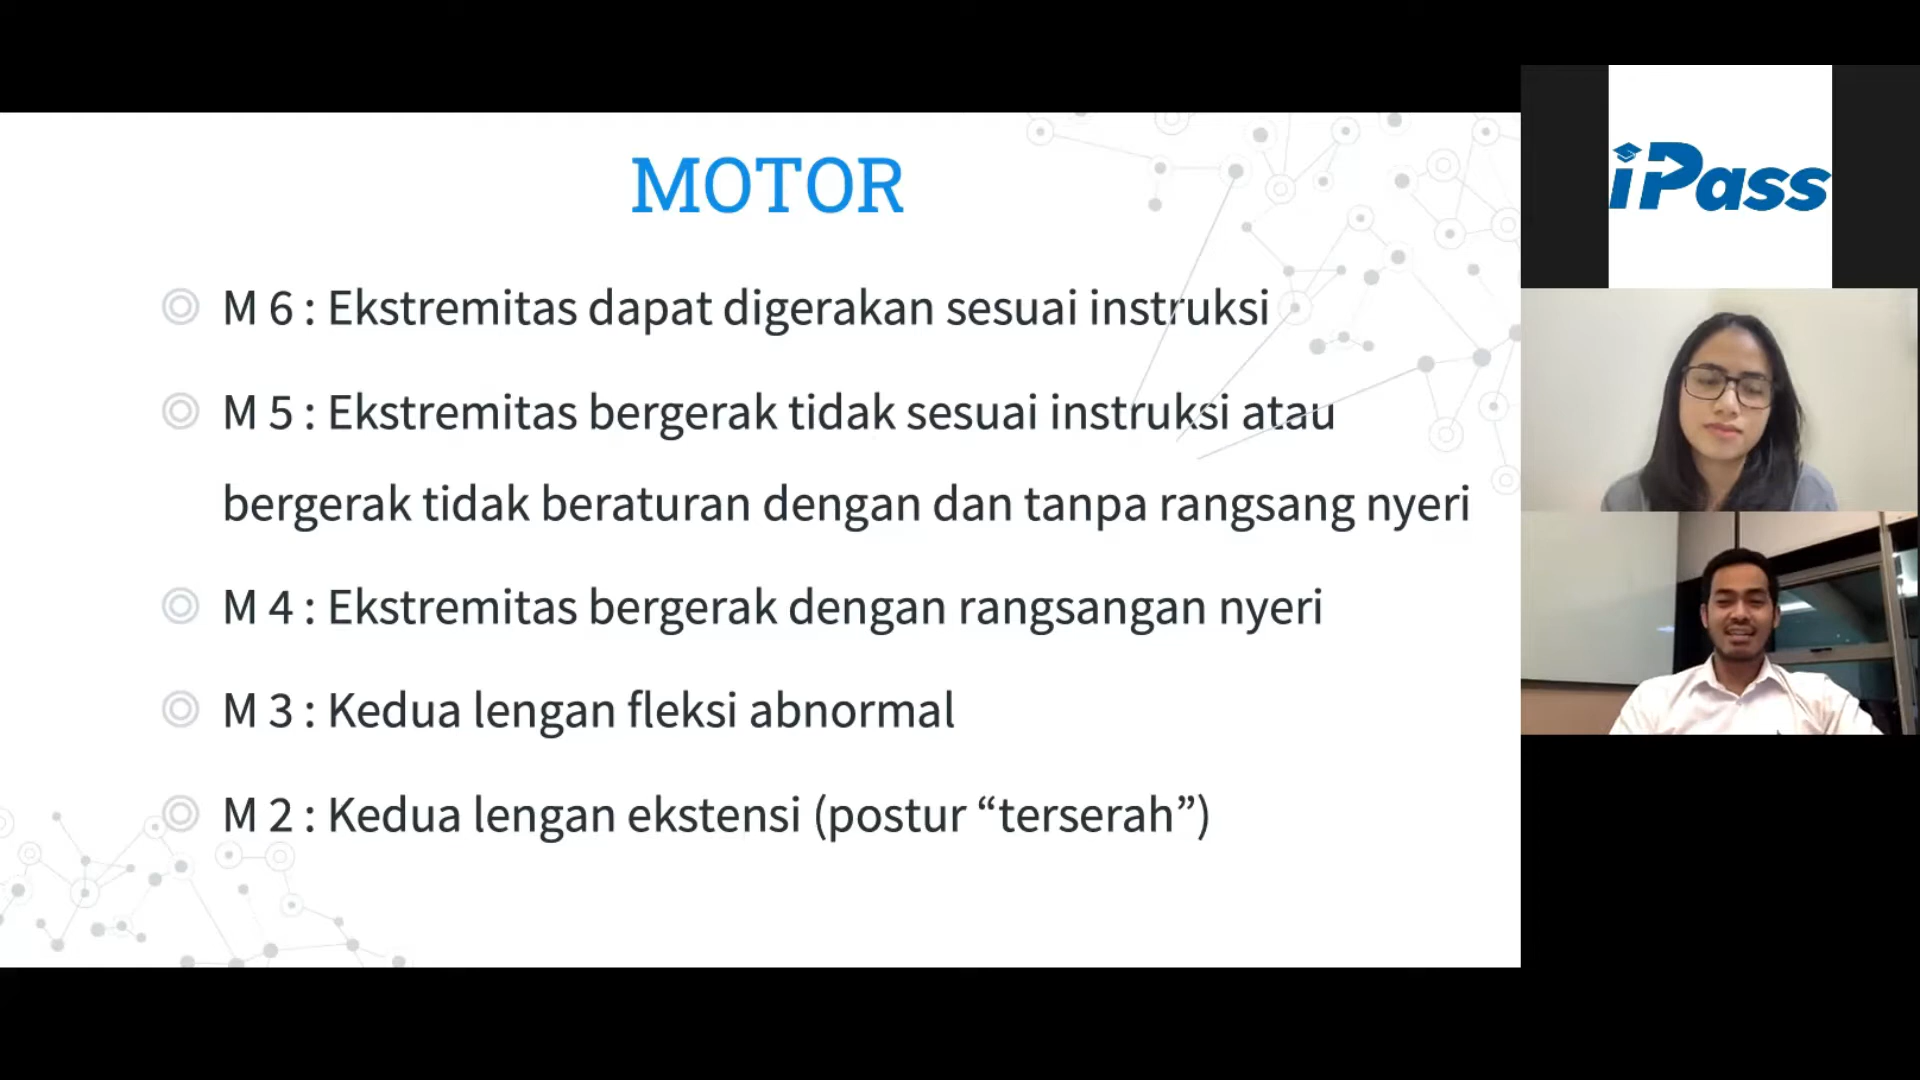 MOTOR
M 6 : Ekstremitas dapat digerakan sesuai instruksi
M 5 : Ekstremitas bergerak tidak sesuai instruksi atau
bergerak tidak beraturan dengan dan tanpa rangsang nyeri
M 4 : Ekstremitas bergerak dengan rangsangan nyeri
M 3 : Kedua lengan fleksi abnormal
M 2 : Kedua lengan ekstensi (postur “terserah”)
iPass